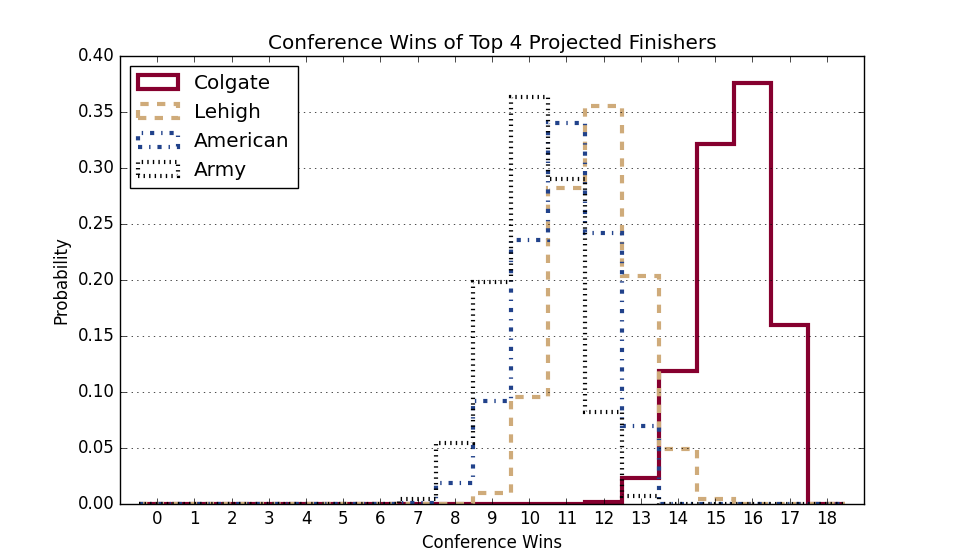 Conference Wins of Top 4 Projected Finishers
0.40
0.35
0.30
0.25
0.20
0.15
0.10
0.05
0.00
Probability
Colgate
Lehigh
American
Army
0 1 2 3 4 5 6 7 8 9 10 11 12 13 14 15 16 17 18
Conference Wins